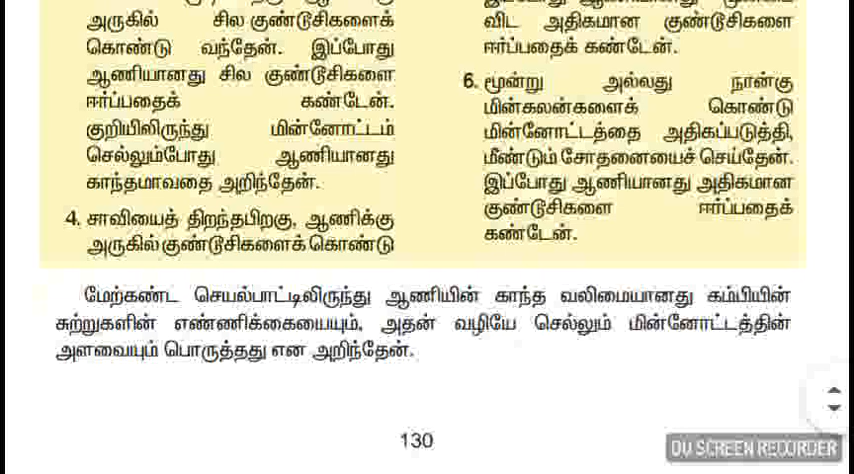 அருகில் சில குண்டூசிகளைக்
கொண்டு வந்தேன். இப்போது
ஆணியானது சில குண்டூசிகளை
ஈர்ப்பதைக் கண்டேன்.
குறியிலிருந்து மின்னோட்டம்
செல்லும்போது ஆணியானது
காந்தமாவதை அறிந்தேன்.
4. சாவியைத் திறந்தபிறகு, ஆணிக்கு
அருகில் குண்டூசிகளைக் கொண்டு
விட அதிகமான குண்டூசிகளை
ஈர்ப்பதைக் கண்டேன்.
6. மூன்று அல்லது நான்கு
மின்கலன்களைக் கொண்டு
மின்னோட்டத்தை அதிகப்படுத்தி,
மீண்டும் சோதனையைச் செய்தேன்.
இப்போது ஆணியானது அதிகமான
குண்டூசிகளை ஈர்ப்பதைக்
கண்டேன்.
மேற்கண்ட செயல்பாட்டிலிருந்து ஆணியின் காந்த வலிமையானது கம்பியின்
சுற்றுகளின் எண்ணிக்கையையும், அதன் வழியே செல்லும் மின்னோட்டத்தின்
அளவையும் பொருத்தது என அறிந்தேன்.
130
DU SCREEN RECORDER